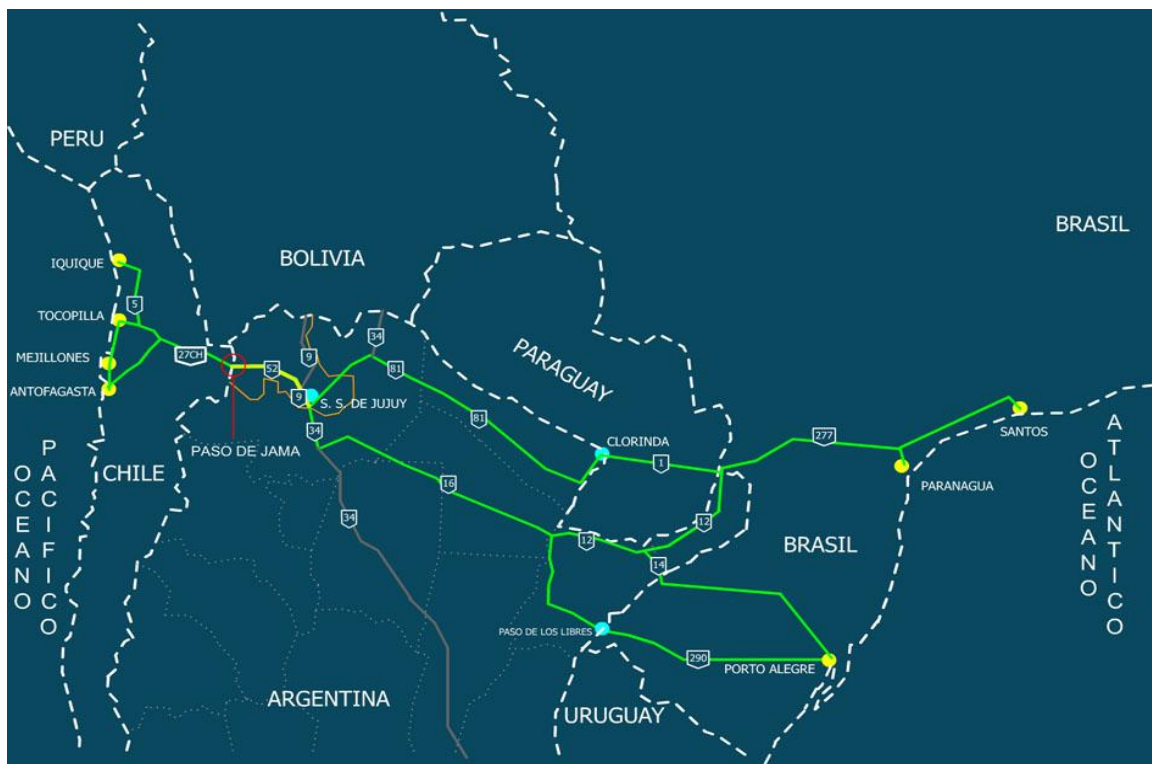 PERU
BRASIL
BOLIVIA
IQUIQUE
5
TOCOPILLA
34
9
27CH
PARAGUAY
MEJILLONES
52
81
ANTOFAGASTA
9
S. S. DE JUJUY
81
34
CLORINDA
277
SANTOS
PASO DE JAMA
1
OCEANO
PACIFICO
CHILE
16
PARANAGUA
OCEANO
ATLANTICO
34
12
12
BRASIL
14
PASO DE LOS LIBRES
290
PORTO ALEGRE
ARGENTINA
URUGUAY